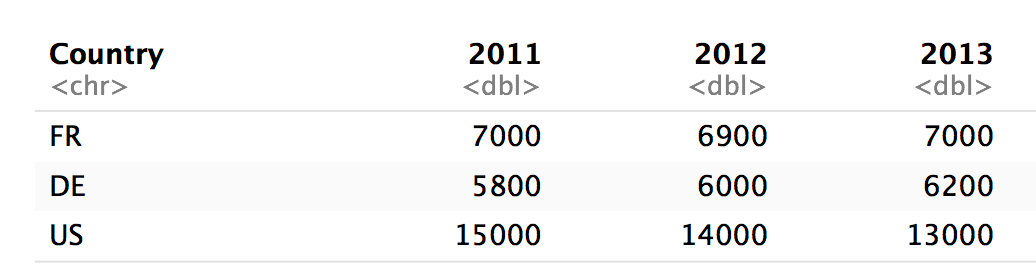 Country 2011 2012 2013
<chr> <dbl> <dbl> <dbl>
FR 7000 6900 7000
DE 5800 6000 6200
US 15000 14000 13000